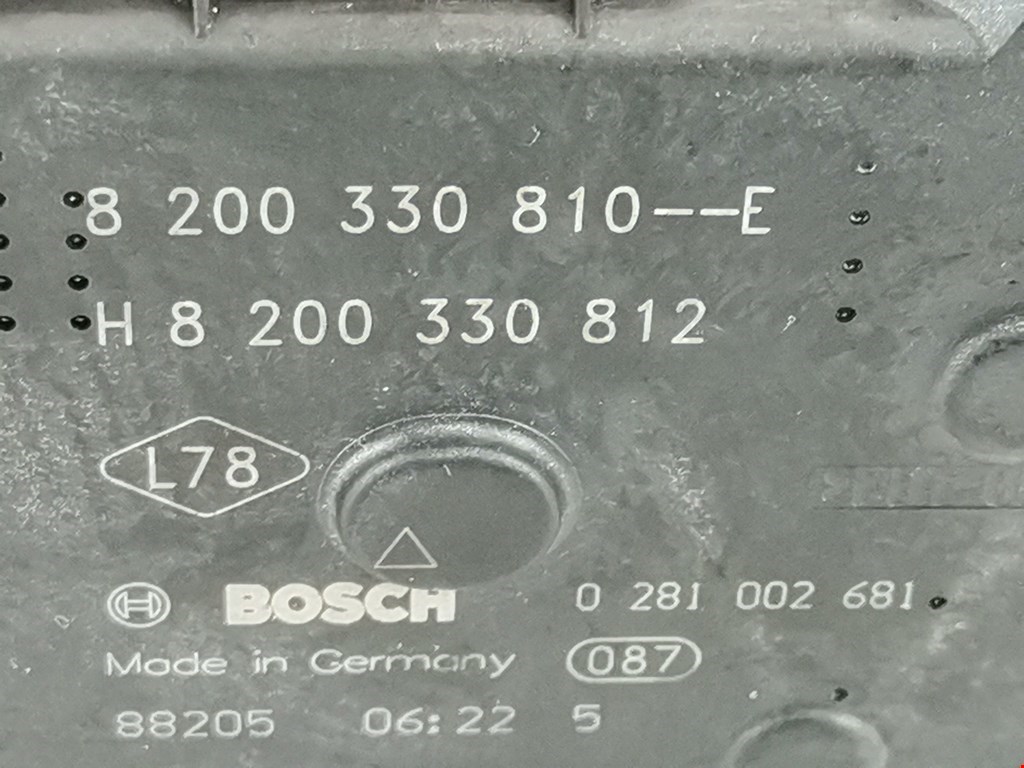 8 200 330 810--E
H 8 200 330 812
L78
BOSCH 0 281 002 681
Made in Germany 087
88205 06:22 5